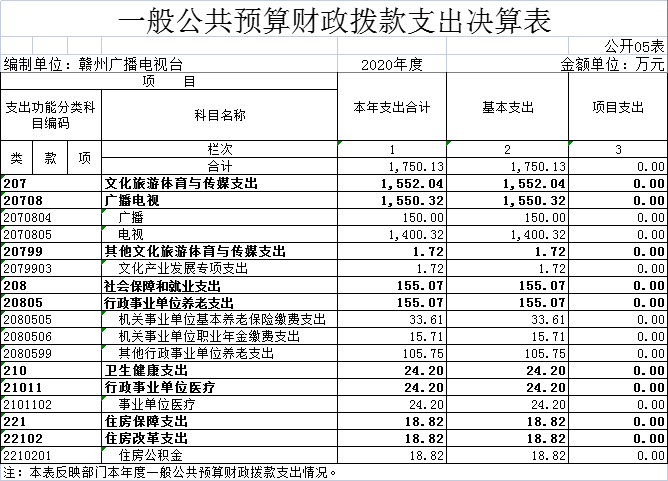 一般公共预算财政拨款支出决算表
公开05表
编制单位：赣州广播电视台 2020年度 金额单位：万元
项 目 本年支出合计 基本支出 项目支出
支出功能分类科目编码 科目名称
类 款 项 栏次 1 2 3
合计 1,750.13 1,750.13 0.00
207 文化旅游体育与传媒支出 1,552.04 1,552.04 0.00
20708 广播电视 1,550.32 1,550.32 0.00
2070804 广播 150.00 150.00 0.00
2070805 电视 1,400.32 1,400.32 0.00
20799 其他文化旅游体育与传媒支出 1.72 1.72 0.00
2079903 文化产业发展专项支出 1.72 1.72 0.00
208 社会保障和就业支出 155.07 155.07 0.00
20805 行政事业单位养老支出 155.07 155.07 0.00
2080505 机关事业单位基本养老保险缴费支出 33.61 33.61 0.00
2080506 机关事业单位职业年金缴费支出 15.71 15.71 0.00
2080599 其他行政事业单位养老支出 105.75 105.75 0.00
210 卫生健康支出 24.20 24.20 0.00
21011 行政事业单位医疗 24.20 24.20 0.00
2101102 事业单位医疗 24.20 24.20 0.00
221 住房保障支出 18.82 18.82 0.00
22102 住房改革支出 18.82 18.82 0.00
2210201 住房公积金 18.82 18.82 0.00
注：本表反映部门本年度一般公共预算财政拨款支出情况。